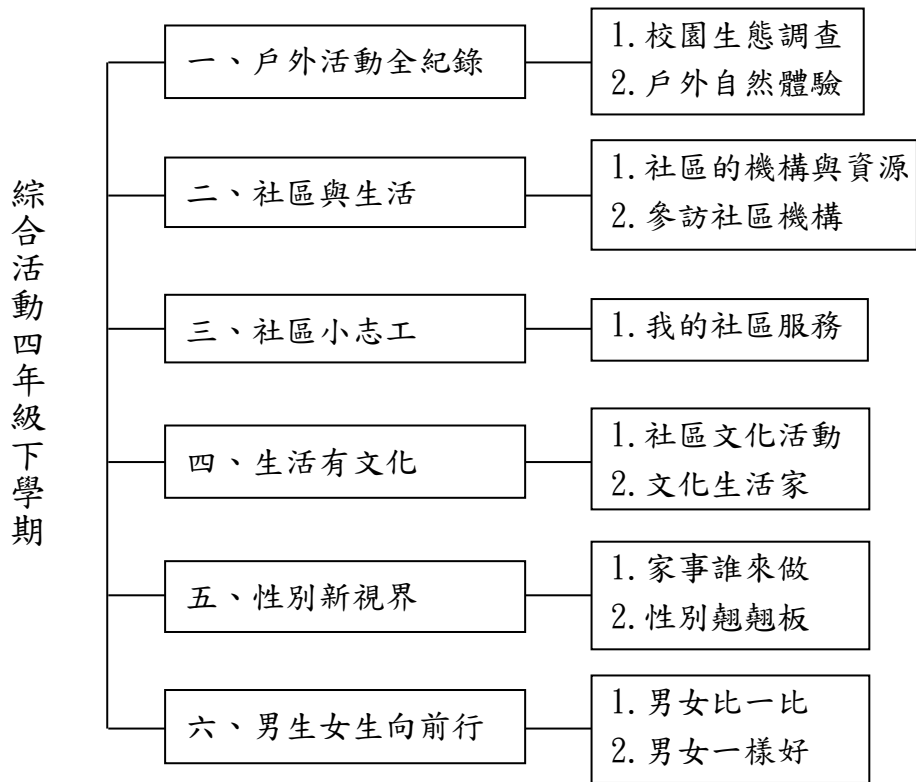 綜合活動四年級下學期
一、戶外活動全紀錄
1.校園生態調查
2.戶外自然體驗
二、社區與生活
1.社區的機構與資源
2.參訪社區機構
三、社區小志工
1.我的社區服務
四、生活有文化
1.社區文化活動
2.文化生活家
五、性別新視界
1.家事誰來做
2.性別翹翹板
六、男生女生向前行
1.男女比一比
2.男女一樣好